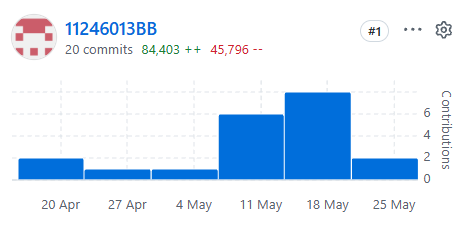 11246013BB
#1
20 commits 84,403 ++ 45,796 --
6
4
2
0
Contributions
20 Apr 27 Apr 4 May 11 May 18 May 25 May